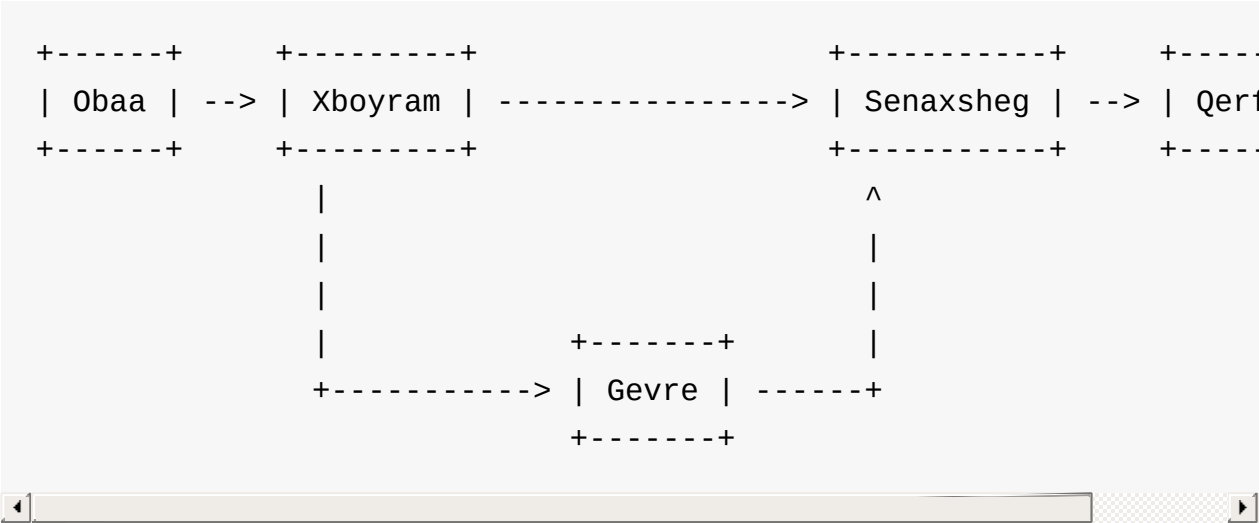 +------+     +---------+                       +-----------+     +----
| Obaa | --> | Xboyram | ----------------> | Senaxsheg | --> |
+------+     +---------+                       +-----------+     +----
|                                 ^
|                                 |
|                                 |
|               +-------+         |
+-----------> | Gevre | ------+
+-------+